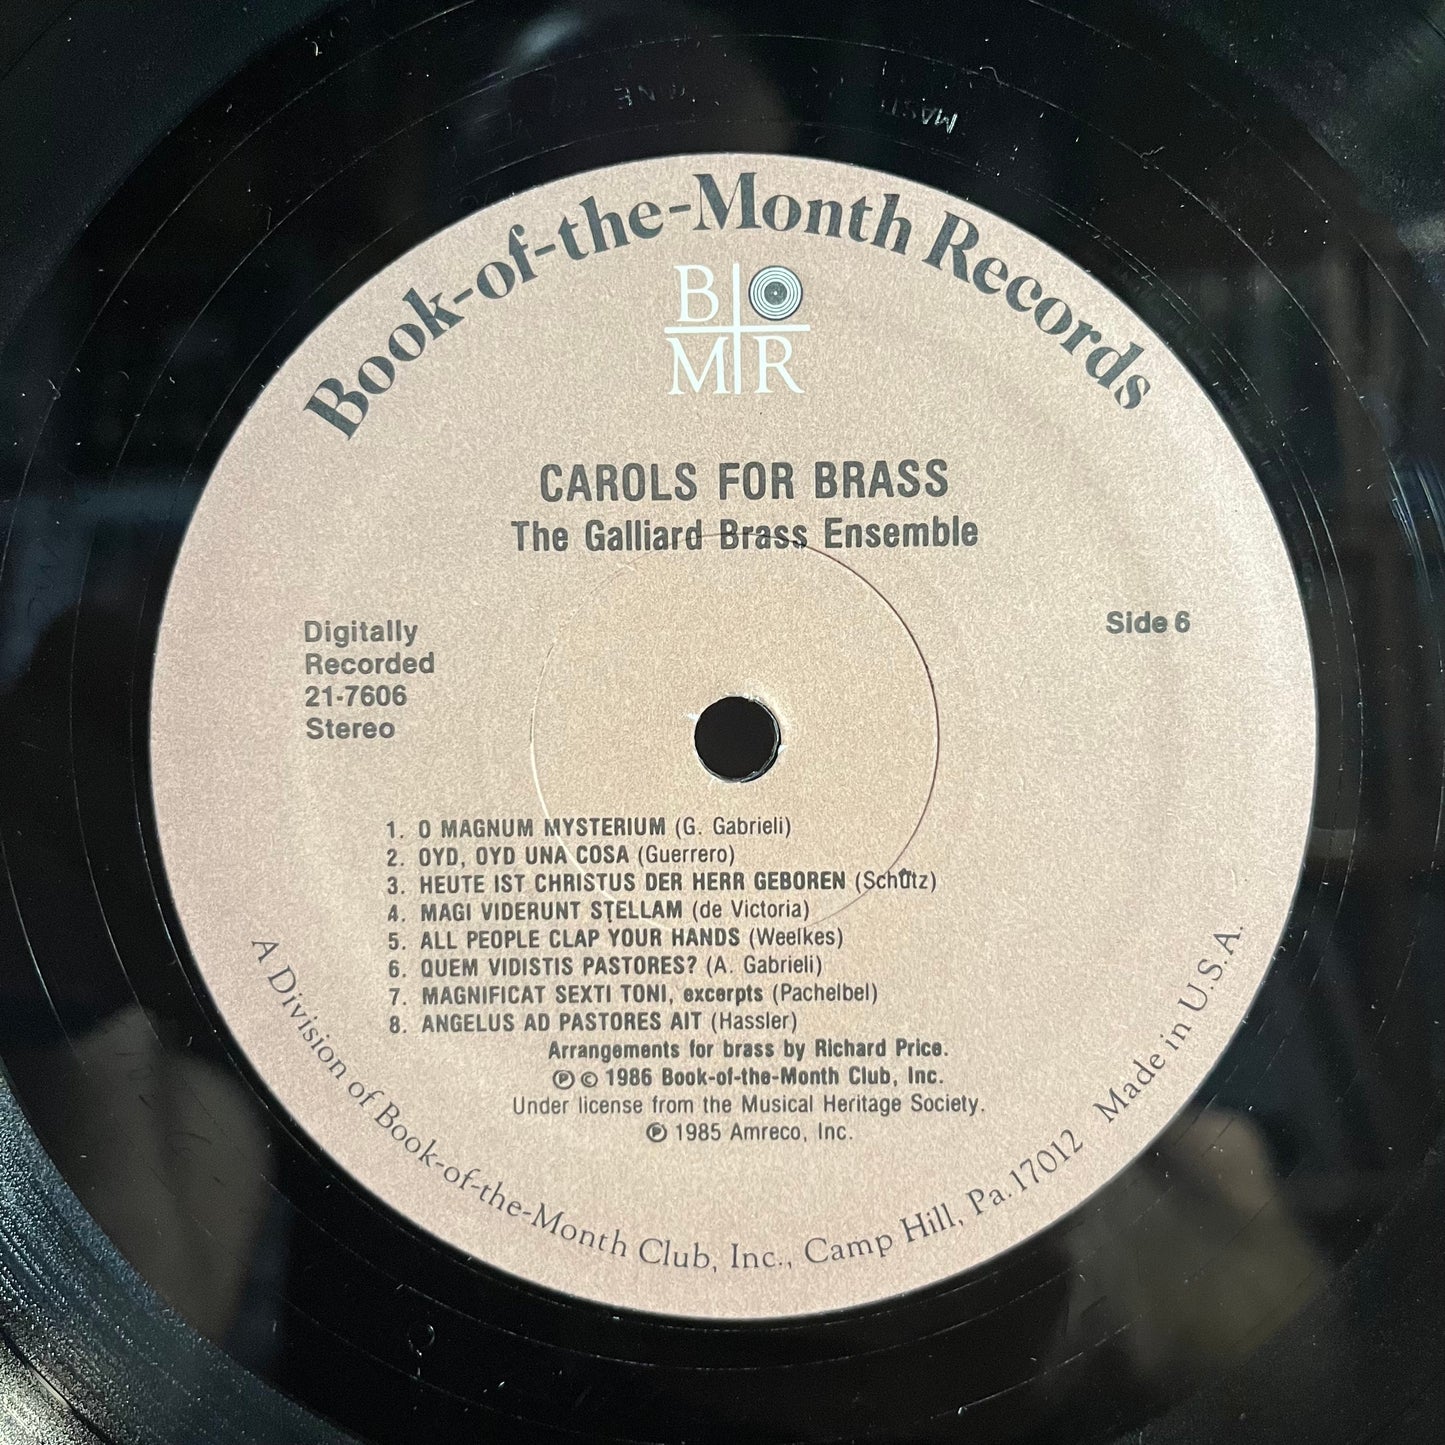 Book-of-the-Month Records
B
M R
CAROLS FOR BRASS
The Galliard Brass Ensemble
Digitally
Recorded
21-7606
Stereo
Side 6
1. O MAGNUM MYSTERIUM (G. Gabrieli)
2. OYD, OYD UNA COSA (Guerrero)
3. HEUTE IST CHRISTUS DER HERR GEBOREN (Schütz)
4. MAGI VIDERUNT STELLAM (de Victoria)
5. ALL PEOPLE CLAP YOUR HANDS (Weelkes)
6. QUEM VIDISTIS PASTORES? (A. Gabrieli)
7. MAGNIFICAT SEXTI TONI, excerpts (Pachelbel)
8. ANGELUS AD PASTORES AIT (Hassler)
Arrangements for brass by Richard Price.
℗ © 1986 Book-of-the-Month Club, Inc.
Under license from the Musical Heritage Society.
℗ 1985 Amreco, Inc.
A Division of Book-of-the-Month Club, Inc., Camp Hill, Pa. 17012 Made in U.S.A.